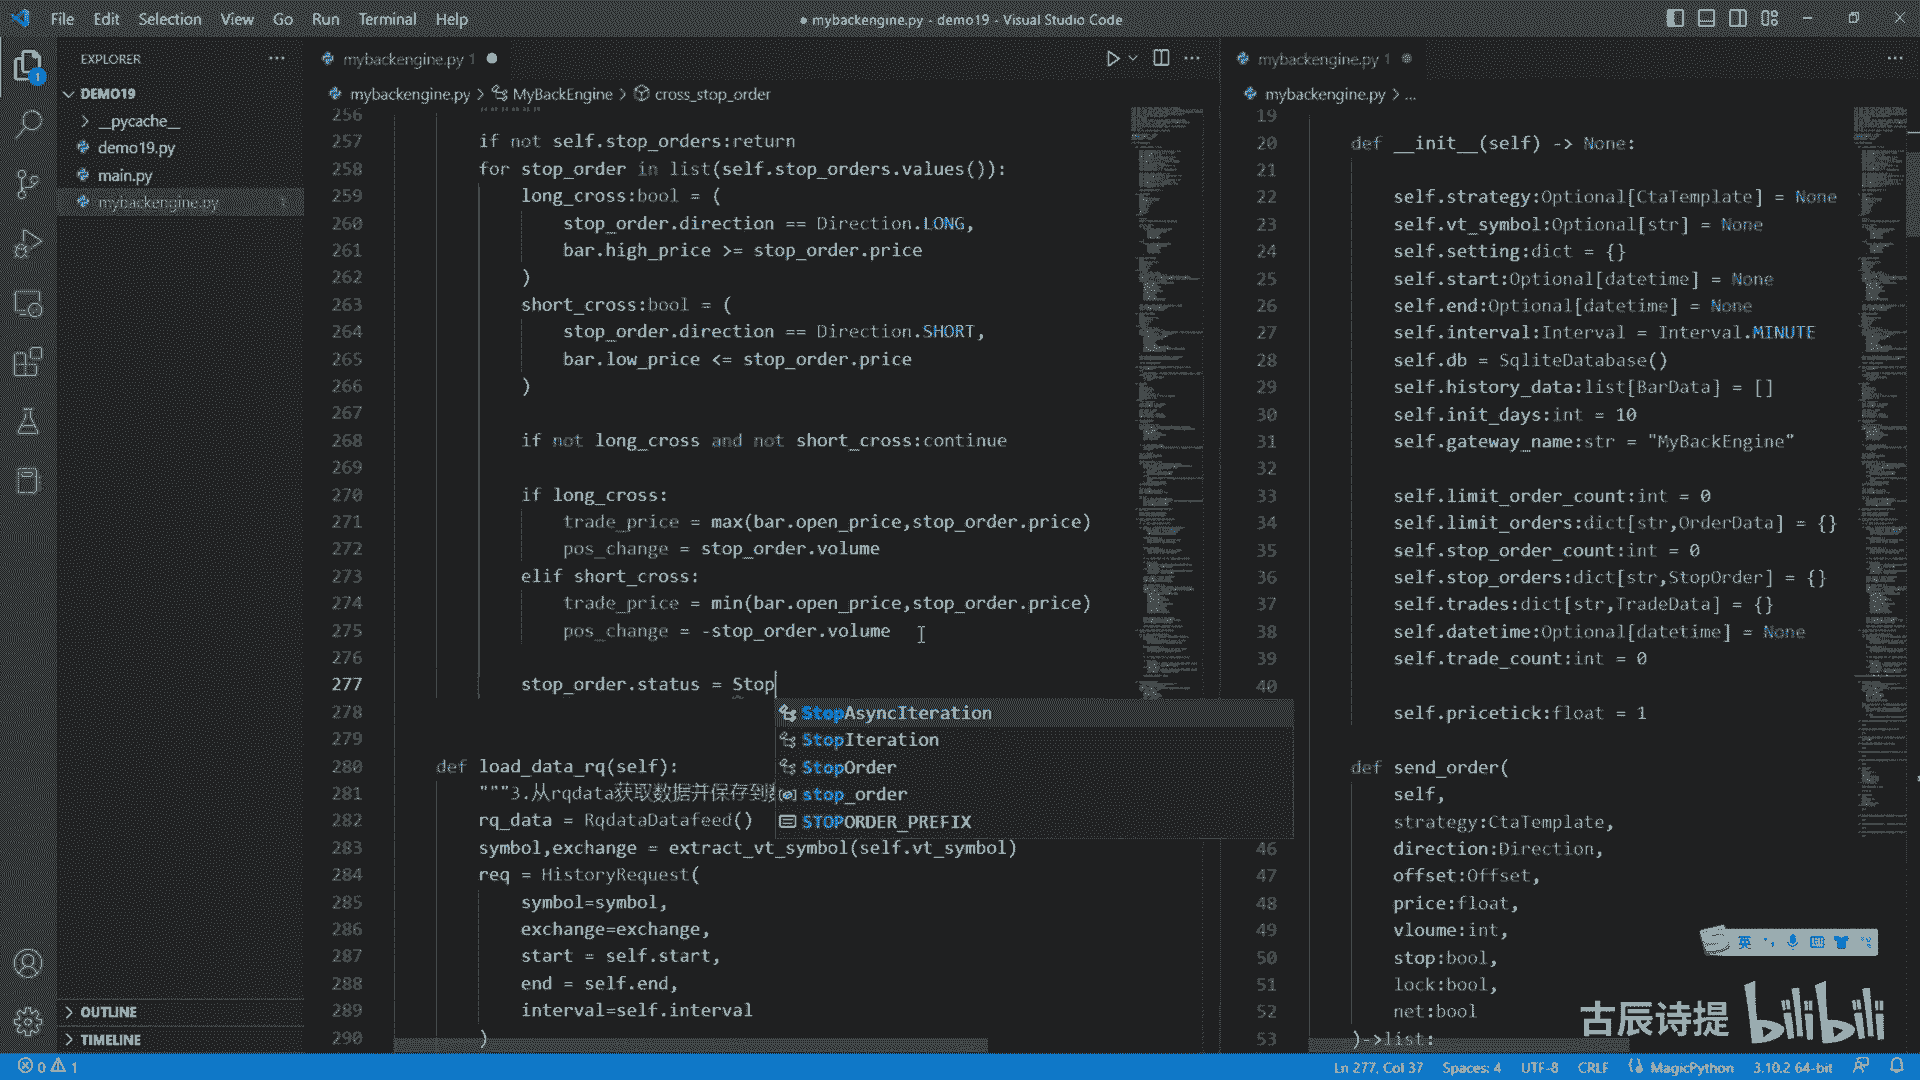 File Edit Selection View Go Run Terminal Help
● mybackengine.py - demo19 - Visual Studio Code
EXPLORER
DEMO19
__pycache__
demo19.py
main.py
mybackengine.py 1
OUTLINE
TIMELINE
mybackengine.py 1
mybackengine.py > MyBackEngine > cross_stop_order
256
257 if not self.stop_orders:return
258 for stop_order in list(self.stop_orders.values()):
259 long_cross:bool = (
260 stop_order.direction == Direction.LONG,
261 bar.high_price >= stop_order.price
262 )
263 short_cross:bool = (
264 stop_order.direction == Direction.SHORT,
265 bar.low_price <= stop_order.price
266 )
267
268 if not long_cross and not short_cross:continue
269
270 if long_cross:
271 trade_price = max(bar.open_price,stop_order.price)
272 pos_change = stop_order.volume
273 elif short_cross:
274 trade_price = min(bar.open_price,stop_order.price)
275 pos_change = -stop_order.volume
276
277 stop_order.status = Stop
278
279
280 def load_data_rq(self):
281 """3.从rqdata获取数据并保存到
282 rq_data = RqdataDatafeed()
283 symbol,exchange = extract_vt_symbol(self.vt_symbol)
284 req = HistoryRequest(
285 symbol=symbol,
286 exchange=exchange,
287 start = self.start,
288 end = self.end,
289 interval=self.interval
290 )
StopAsyncIteration
StopIteration
StopOrder
stop_order
STOPORDER_PREFIX
mybackengine.py 1
mybackengine.py > ...
19
20 def __init__(self) -> None:
21
22 self.strategy:Optional[CtaTemplate] = None
23 self.vt_symbol:Optional[str] = None
24 self.setting:dict = {}
25 self.start:Optional[datetime] = None
26 self.end:Optional[datetime] = None
27 self.interval:Interval = Interval.MINUTE
28 self.db = SqliteDatabase()
29 self.history_data:list[BarData] = []
30 self.init_days:int = 10
31 self.gateway_name:str = "MyBackEngine"
32
33 self.limit_order_count:int = 0
34 self.limit_orders:dict[str,OrderData] = {}
35 self.stop_order_count:int = 0
36 self.stop_orders:dict[str,StopOrder] = {}
37 self.trades:dict[str,TradeData] = {}
38 self.datetime:Optional[datetime] = None
39 self.trade_count:int = 0
40
self.pricetick:float = 1
def send_order(
self,
strategy:CtaTemplate,
46 direction:Direction,
47 offset:Offset,
48 price:float,
49 vloume:int,
50 stop:bool,
51 lock:bool,
52 net:bool
53 )->list:
英
古辰诗提 bilibili
0 1
Ln 277, Col 37 Spaces: 4 UTF-8 CRLF MagicPython 3.10.2 64-bit